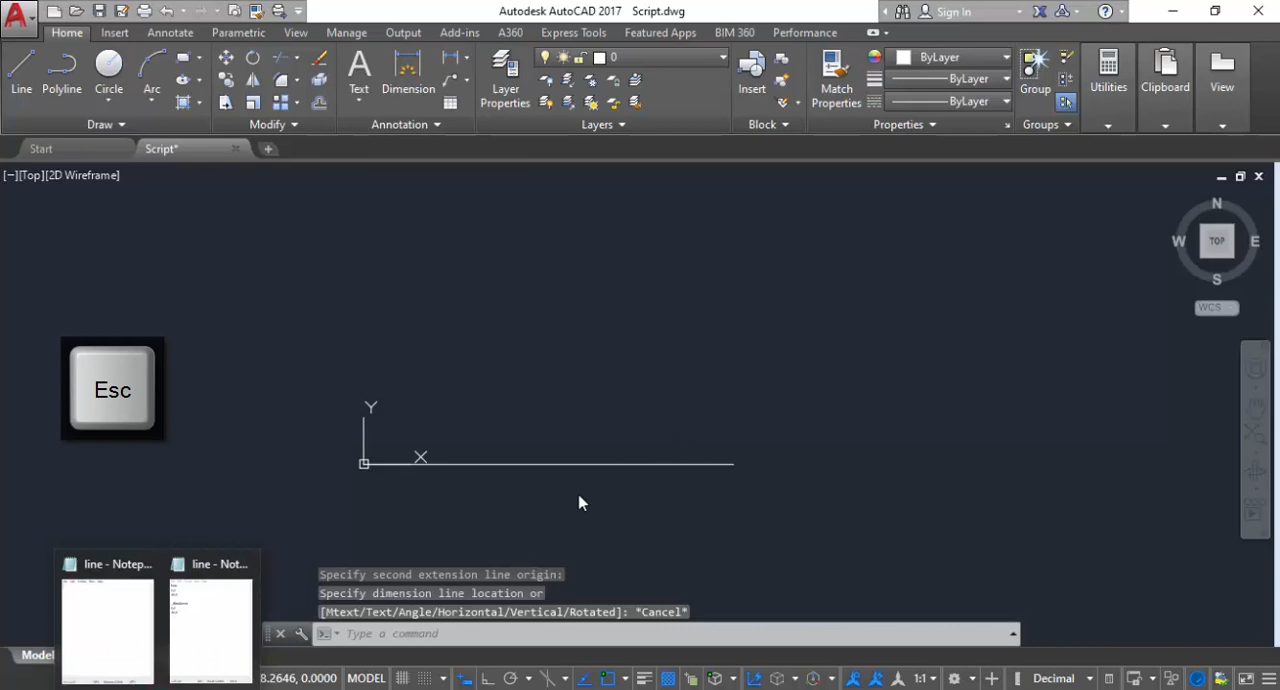 Autodesk AutoCAD 2017 Script.dwg
Sign In
Home Insert Annotate Parametric View Manage Output Add-ins A360 Express Tools Featured Apps BIM 360 Performance
0
ByLayer
ByLayer
ByLayer
Line Polyline Circle Arc
Text Dimension
Layer Properties
Insert
Match Properties
Group Utilities Clipboard View
Draw Modify Annotation Layers Block Properties Groups
Start Script*
[−][Top][2D Wireframe]
N
W TOP E
S
WCS
Esc
Y
X
line - Notep... line - Not...
Specify second extension line origin:
Specify dimension line location or
[Mtext/Text/Angle/Horizontal/Vertical/Rotated]: *Cancel*
Type a command
Model
8.2646, 0.0000 MODEL 1:1 Decimal